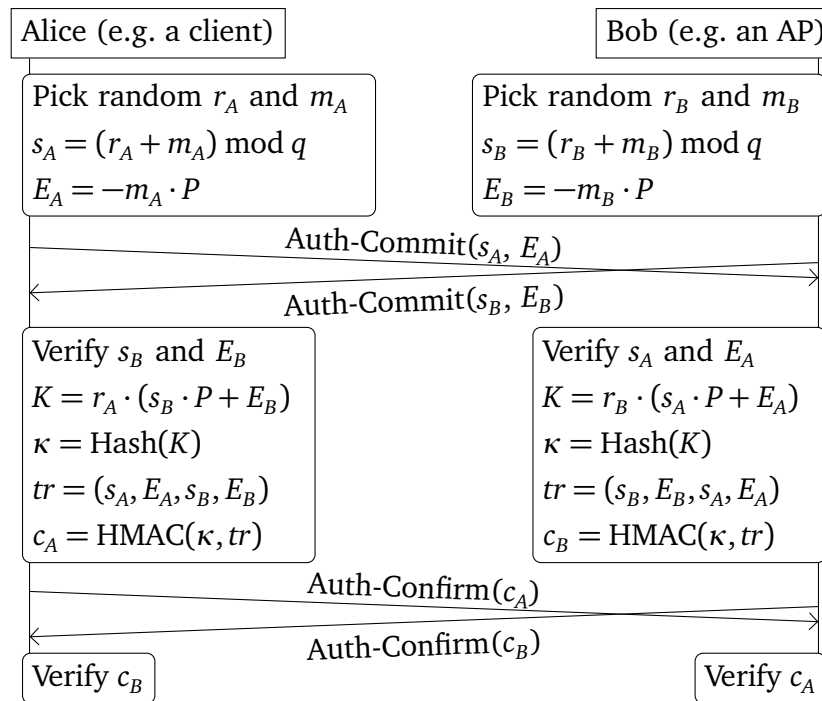 Alice (e.g. a client)
Bob (e.g. an AP)
Pick random r_A and m_A
s_A = (r_A + m_A) mod q
E_A = −m_A · P
Pick random r_B and m_B
s_B = (r_B + m_B) mod q
E_B = −m_B · P
Auth-Commit(s_A, E_A)
Auth-Commit(s_B, E_B)
Verify s_B and E_B
K = r_A · (s_B · P + E_B)
κ = Hash(K)
tr = (s_A, E_A, s_B, E_B)
c_A = HMAC(κ, tr)
Verify s_A and E_A
K = r_B · (s_A · P + E_A)
κ = Hash(K)
tr = (s_B, E_B, s_A, E_A)
c_B = HMAC(κ, tr)
Auth-Confirm(c_A)
Auth-Confirm(c_B)
Verify c_B
Verify c_A